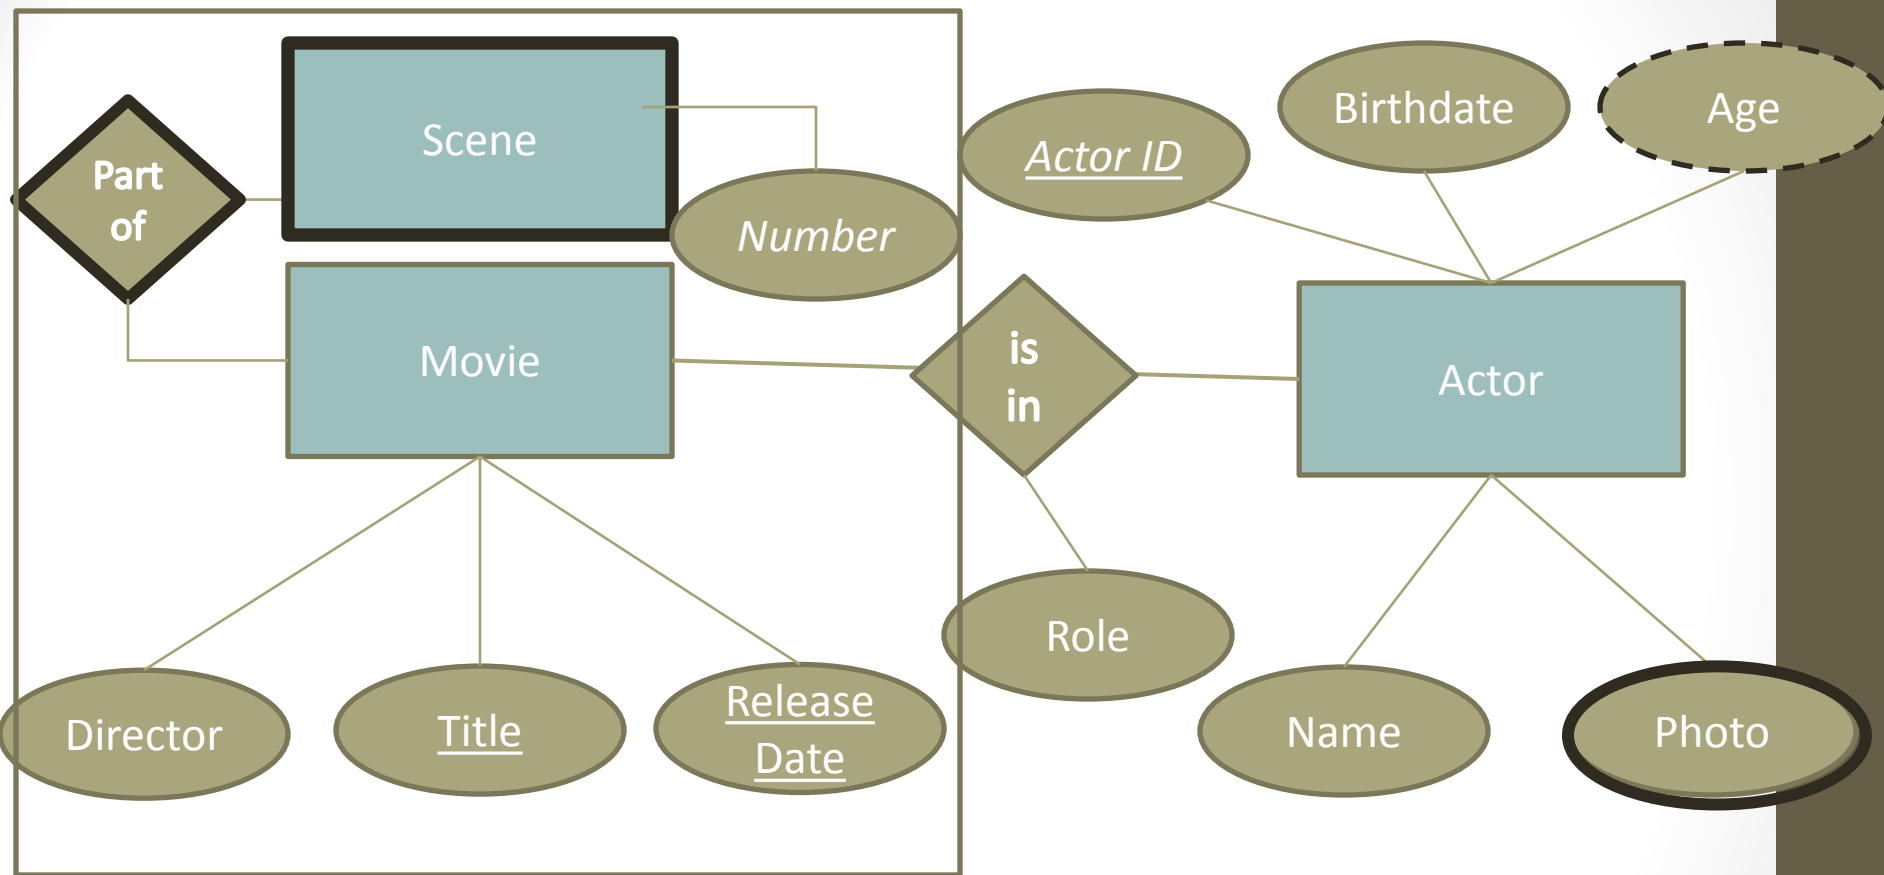 Scene
Part
of
Number
Movie
Director
Title
Release
Date
is
in
Role
Actor ID
Birthdate
Age
Actor
Name
Photo